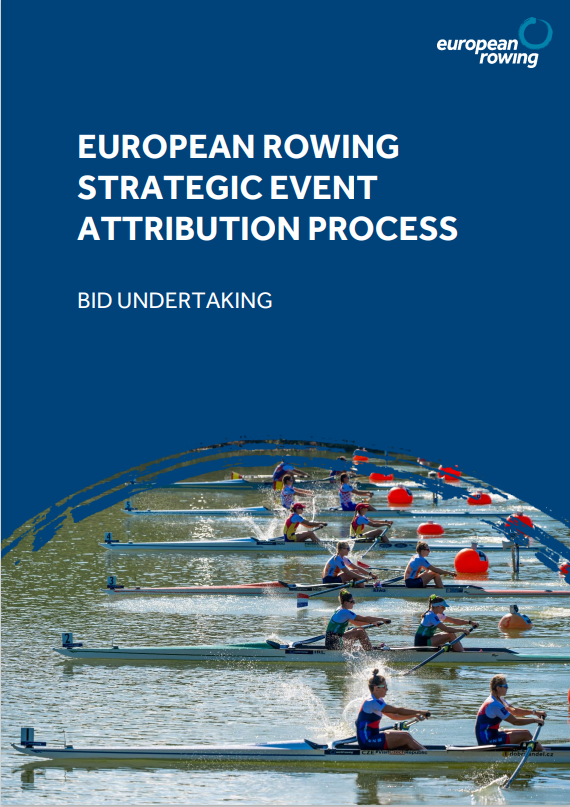 european
rowing
EUROPEAN ROWING
STRATEGIC EVENT
ATTRIBUTION PROCESS
BID UNDERTAKING